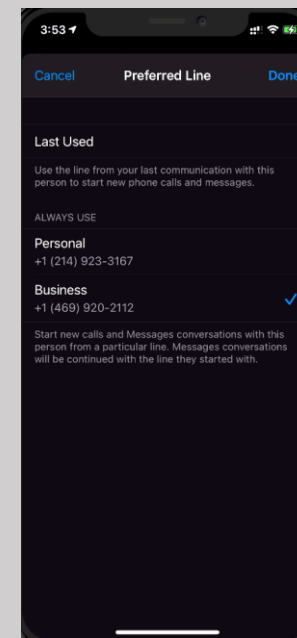 3:53
Cancel
Preferred Line
Done
Last Used
Use the line from your last communication with this
person to start new phone calls and messages.
ALWAYS USE
Personal
+1 (214) 923-3167
Business
+1 (469) 920-2112
Start new calls and Messages conversations with this
person from a particular line. Messages conversations
will be continued with the line they started with.